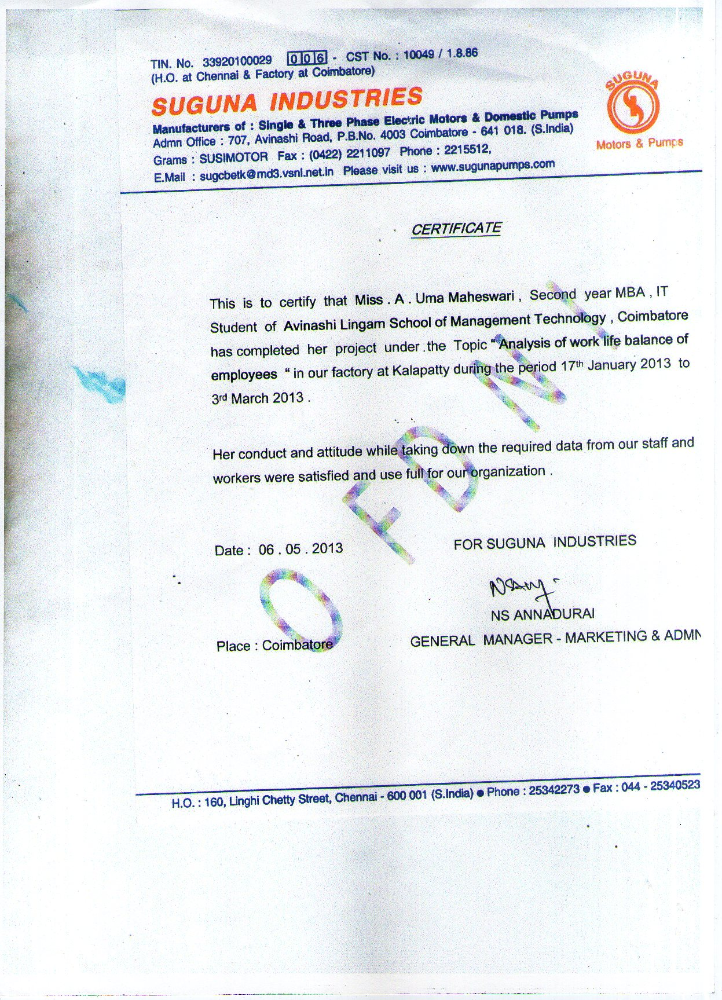 TIN. No. 33920100029 006 - CST No. : 10049 / 1.8.86
(H.O. at Chennai & Factory at Coimbatore)
SUGUNA INDUSTRIES
Manufacturers of : Single & Three Phase Electric Motors & Domestic Pumps
Admn Office : 707, Avinashi Road, P.B.No. 4003 Coimbatore - 641 018. (S.India)
Grams : SUSIMOTOR Fax : (0422) 2211097 Phone : 2215512,
E.Mail : sugcbetk@md3.vsnl.net.in Please visit us : www.sugunapumps.com
SUGUNA
Motors & Pumps
CERTIFICATE
This is to certify that Miss . A . Uma Maheswari , Second year MBA , IT
Student of Avinashi Lingam School of Management Technology , Coimbatore
has completed her project under .the Topic “ Analysis of work life balance of
employees “ in our factory at Kalapatty during the period 17th January 2013 to
3rd March 2013 .
Her conduct and attitude while taking down the required data from our staff and
workers were satisfied and use full for our organization .
Date : 06 . 05 . 2013
FOR SUGUNA INDUSTRIES
NS ANNADURAI
Place : Coimbatore
GENERAL MANAGER - MARKETING & ADMN
H.O. : 160, Linghi Chetty Street, Chennai - 600 001 (S.India) ● Phone : 25342273 ● Fax : 044 - 25340523